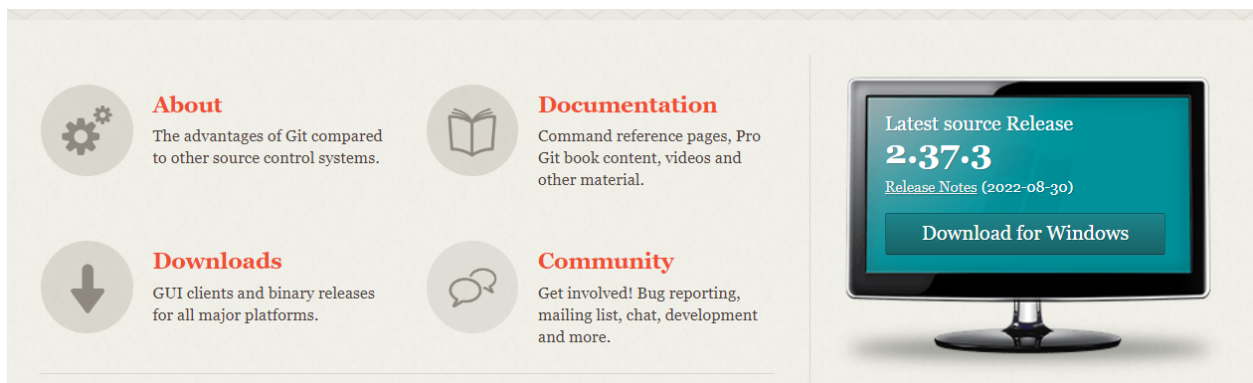 About
The advantages of Git compared
to other source control systems.
Documentation
Command reference pages, Pro
Git book content, videos and
other material.
Downloads
GUI clients and binary releases
for all major platforms.
Community
Get involved! Bug reporting,
mailing list, chat, development
and more.
Latest source Release
2.37.3
Release Notes (2022-08-30)
Download for Windows